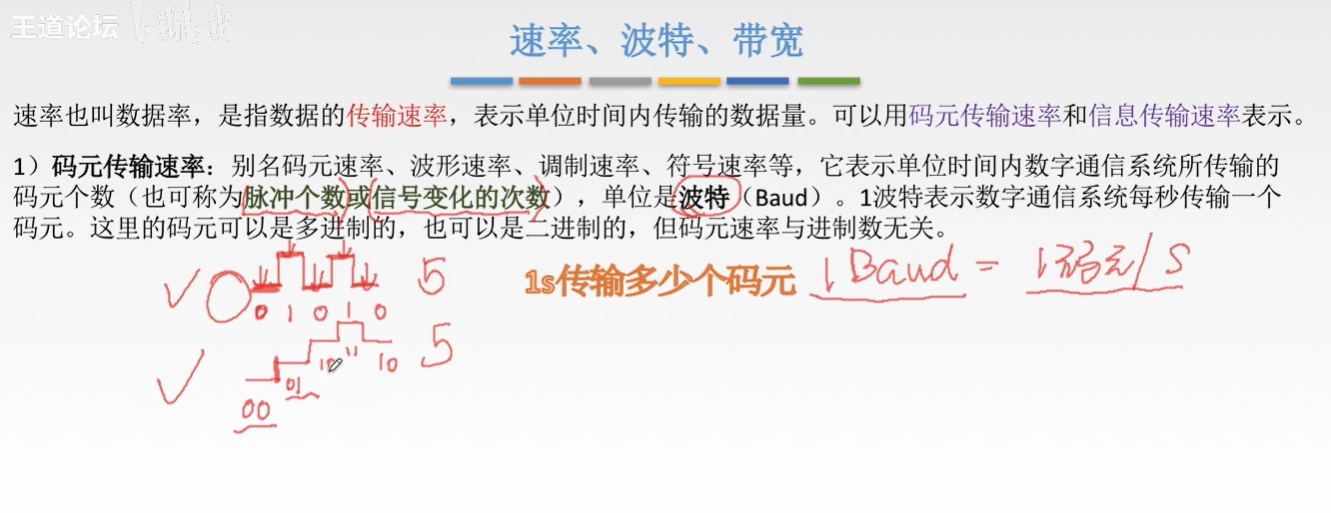 王道论坛 bilibili
速率、波特、带宽
速率也叫数据率，是指数据的传输速率，表示单位时间内传输的数据量。可以用码元传输速率和信息传输速率表示。
1）码元传输速率：别名码元速率、波形速率、调制速率、符号速率等，它表示单位时间内数字通信系统所传输的
码元个数（也可称为脉冲个数或信号变化的次数），单位是波特（Baud）。1波特表示数字通信系统每秒传输一个
码元。这里的码元可以是多进制的，也可以是二进制的，但码元速率与进制数无关。
1s传输多少个码元 1Baud = 1码元/S
5
0 1 0 1 0
5
00 01 10 11 10